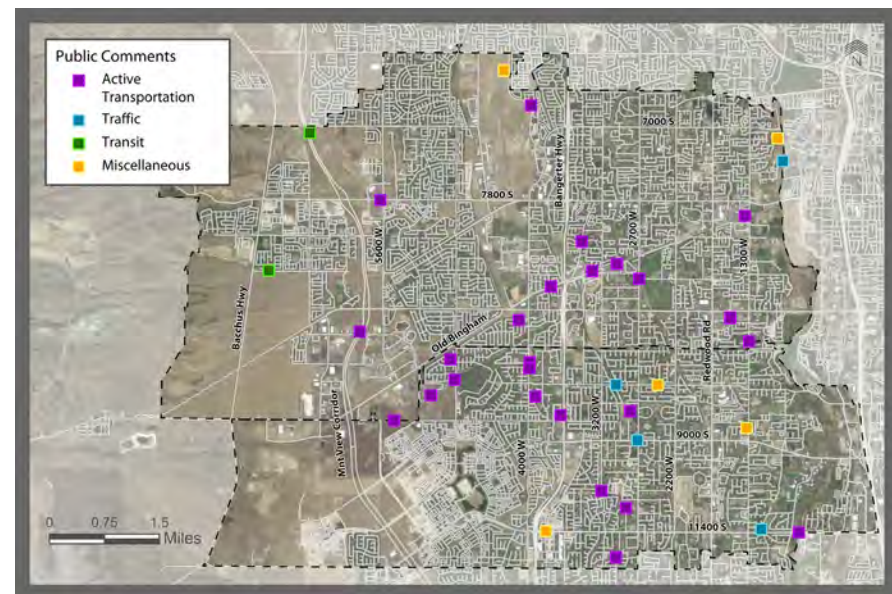 Public Comments
Active
Transportation
Traffic
Transit
Miscellaneous
7000 S
Bangerter Hwy
7800 S
5600 W
2700 W
1300 W
Bacchus Hwy
Old Bingham
Redwood Rd
Mnt View Corridor
3200 W
4000 W
9000 S
2200 W
11400 S
0 0.75 1.5
Miles